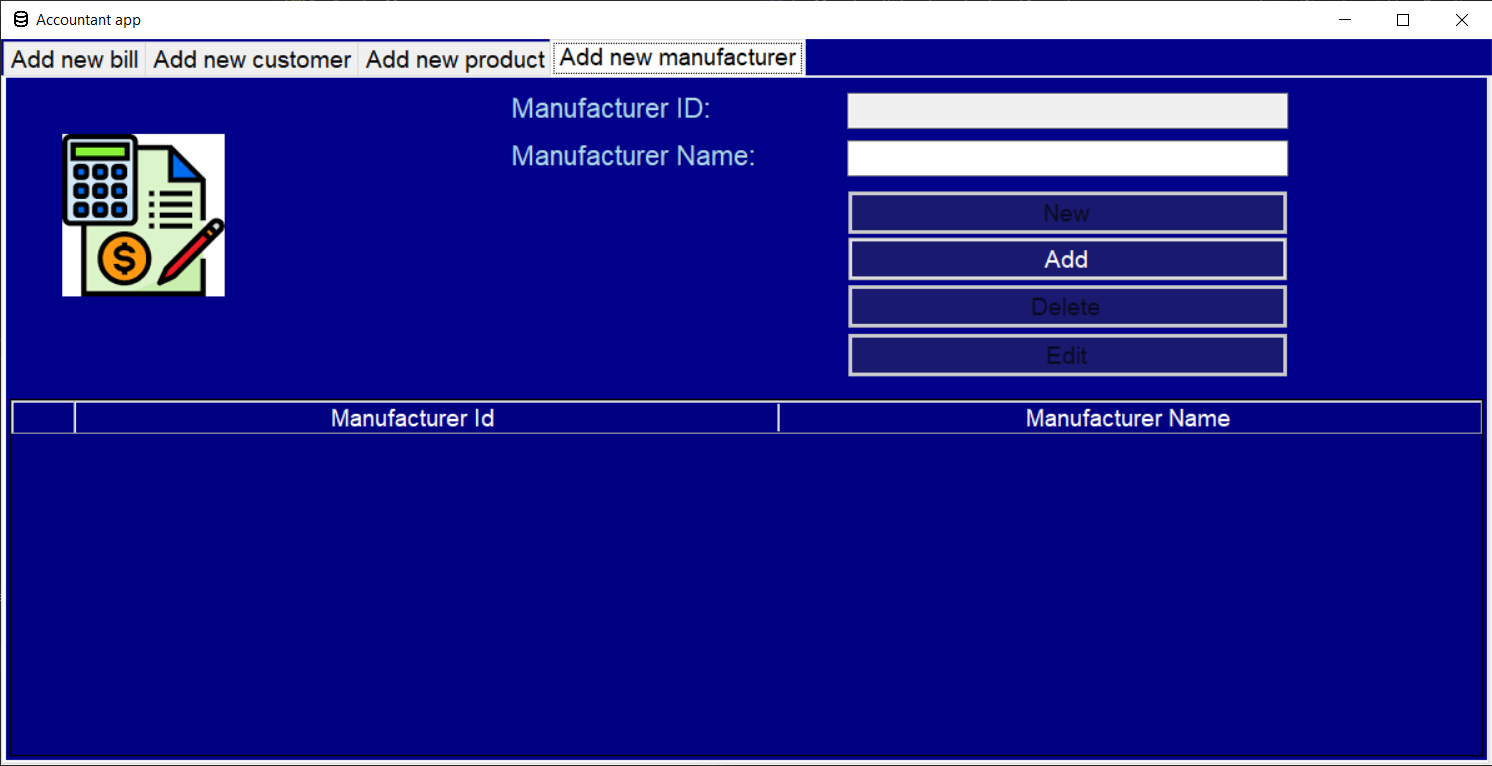 Accountant app
Add new bill Add new customer Add new product Add new manufacturer
Manufacturer ID:
Manufacturer Name:
New
Add
Delete
Edit
$
Manufacturer Id Manufacturer Name